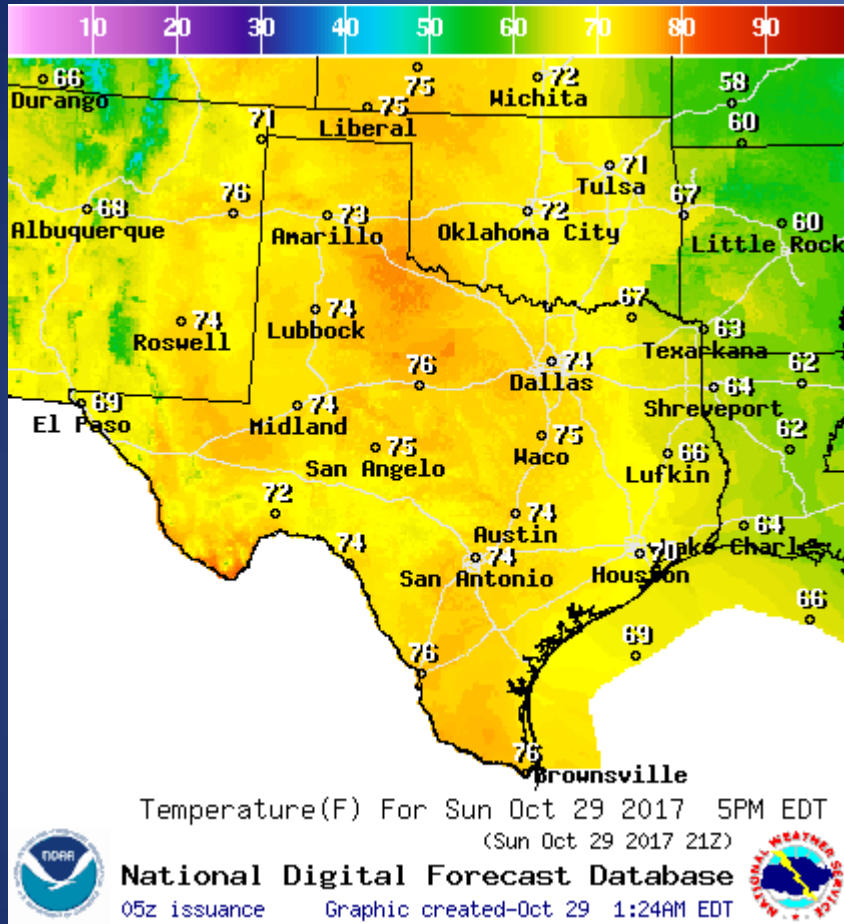 10 20 30 40 50 60 70 80 90
66
Durango
75
72
Wichita
58
75
Liberal
71
60
71
Tulsa
68
Albuquerque
76
73
Amarillo
72
Oklahoma City
67
60
Little Rock
74
Roswell
74
Lubbock
67
63
Texarkana
76
74
Dallas
64
Shreveport
62
69
El Paso
74
Midland
75
San Angelo
75
Waco
66
Lufkin
62
72
74
Austin
64
Lake Charles
74
74
San Antonio
70
Houston
66
69
76
76
Brownsville
Temperature(F) For Sun Oct 29 2017 5PM EDT
(Sun Oct 29 2017 21Z)
NOAA
National Digital Forecast Database
05z issuance Graphic created-Oct 29 1:24AM EDT
NATIONAL WEATHER SERVICE